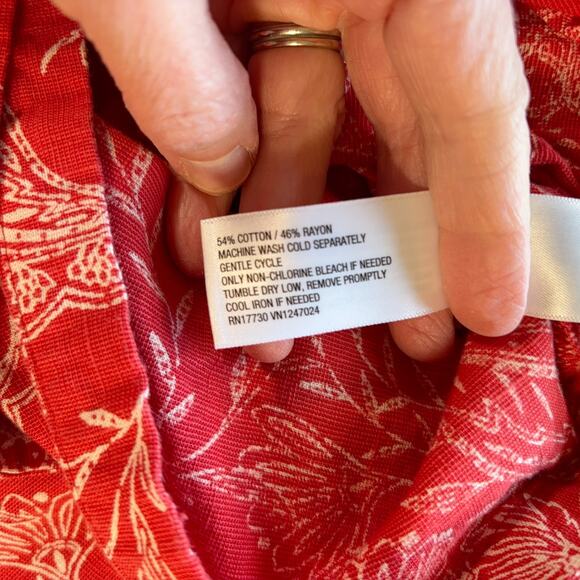 54% COTTON / 46% RAYON
MACHINE WASH COLD SEPARATELY
GENTLE CYCLE
ONLY NON-CHLORINE BLEACH IF NEEDED
TUMBLE DRY LOW, REMOVE PROMPTLY
COOL IRON IF NEEDED
RN17730 VN1247024